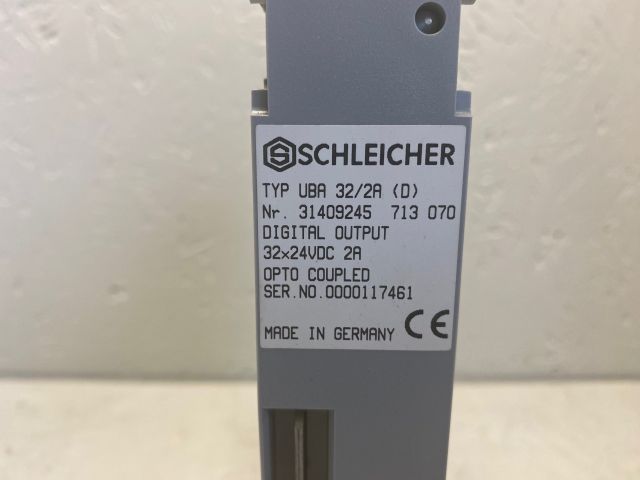 SCHLEICHER
TYP UBA 32/2A (D)
Nr. 31409245 713 070
DIGITAL OUTPUT
32x24VDC 2A
OPTO COUPLED
SER.NO.0000117461
MADE IN GERMANY CE